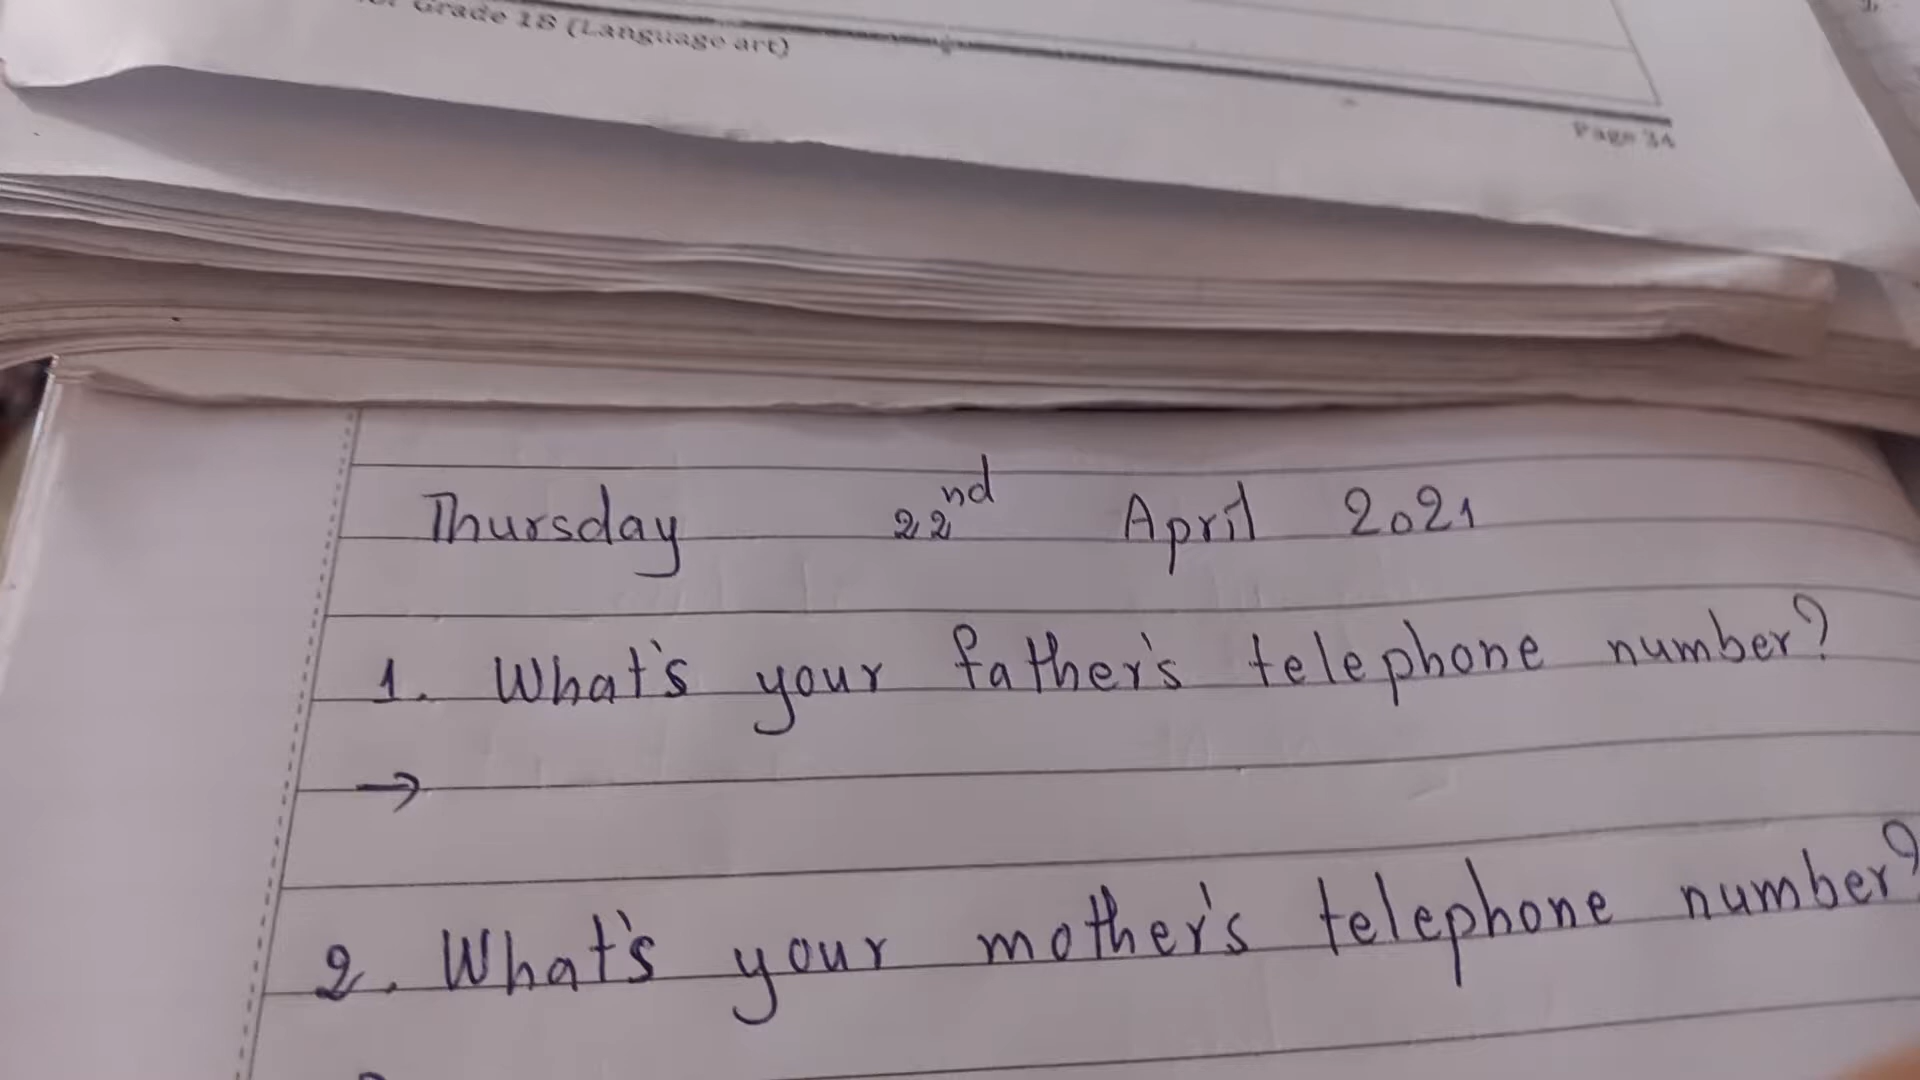 Grade 1B (Language art)
Page 34
Thursday 22nd April 2021
1. What's your father's telephone number?
→
2. What's your mother's telephone number?